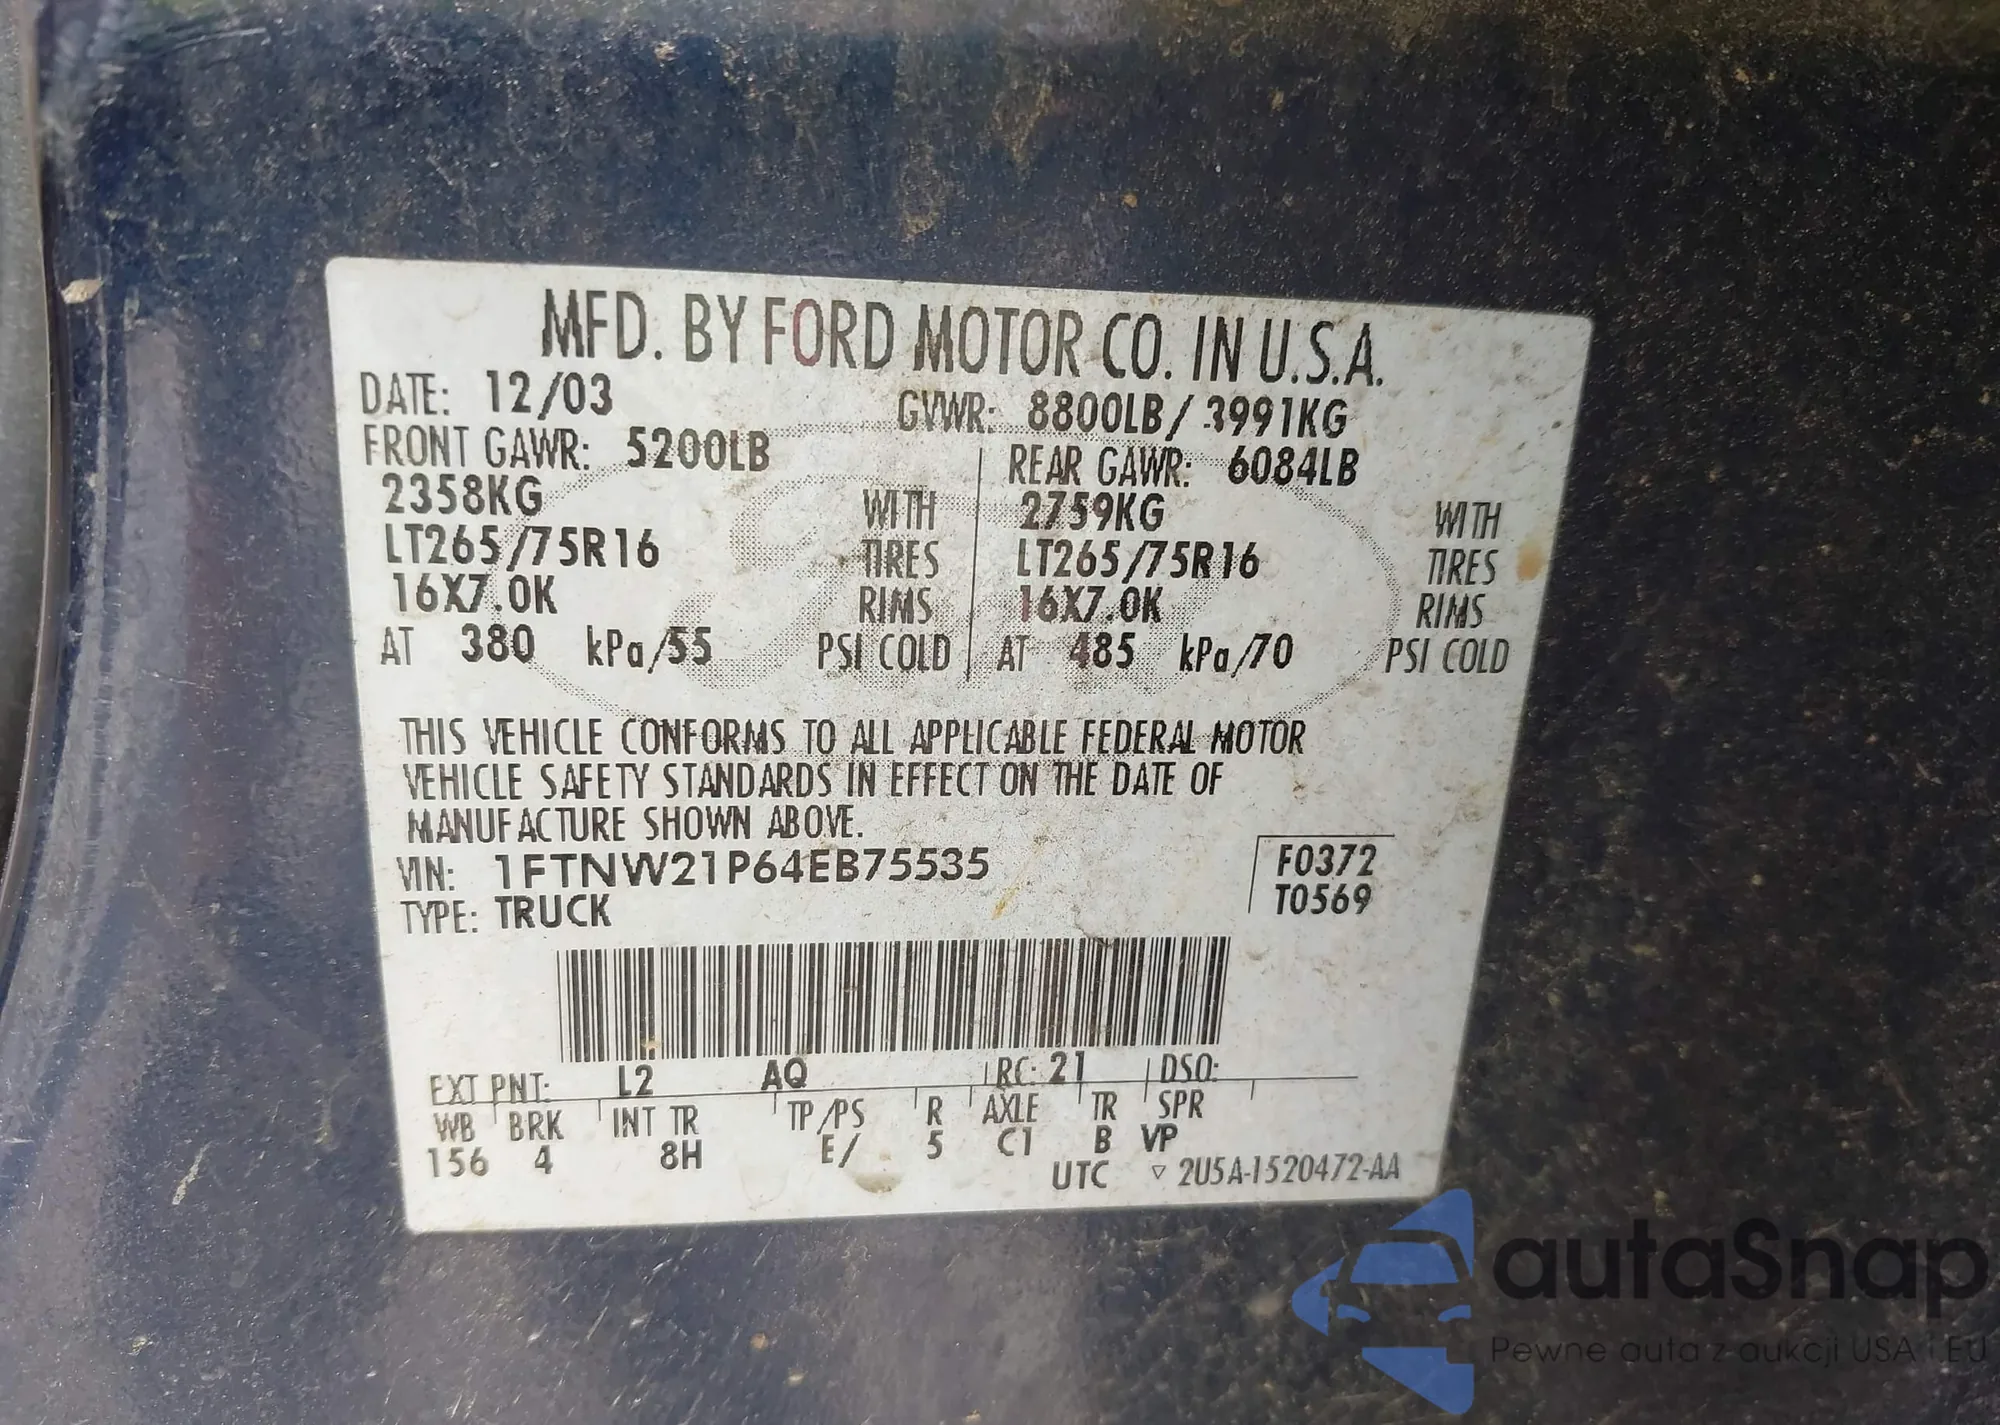 MFD. BY FORD MOTOR CO. IN U.S.A.
DATE: 12/03 GVWR: 8800LB/ 3991KG
FRONT GAWR: 5200LB REAR GAWR: 6084LB
2358KG WITH 2759KG WITH
LT265/75R16 TIRES LT265/75R16 TIRES
16X7.0K RIMS 16X7.0K RIMS
AT 380 kPa/55 PSI COLD AT 485 kPa/70 PSI COLD
THIS VEHICLE CONFORMS TO ALL APPLICABLE FEDERAL MOTOR
VEHICLE SAFETY STANDARDS IN EFFECT ON THE DATE OF
MANUFACTURE SHOWN ABOVE.
VIN: 1FTNW21P64EB75535 F0372
TYPE: TRUCK T0569
EXT PNT: L2 AQ RC: 21 DSO:
WB BRK INT TR TP/PS R AXLE TR SPR
156 4 8H E/ 5 C1 B VP
UTC ▽ 2U5A-1520472-AA
autaSnap
Pewne auta z aukcji USA i EU